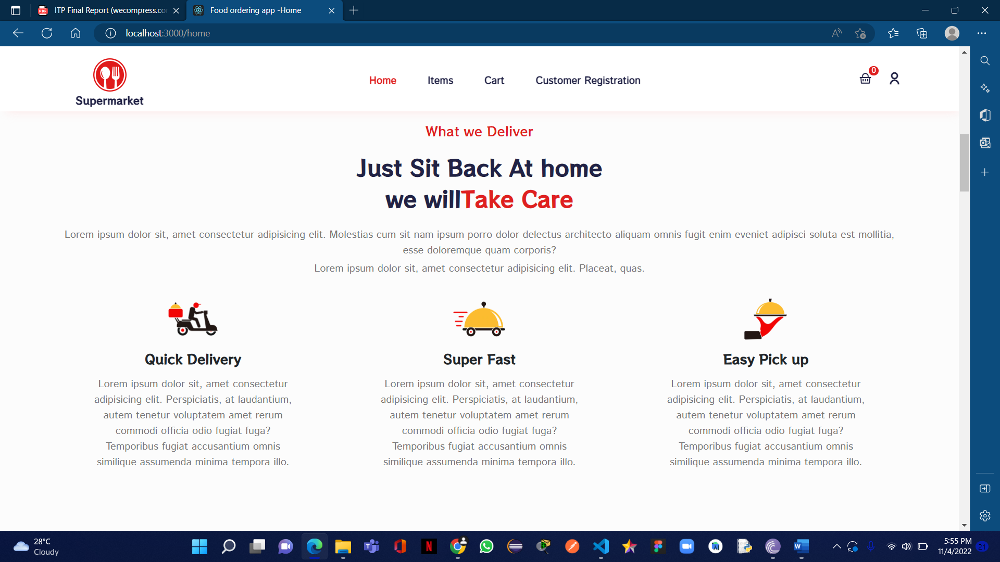 ITP Final Report (wecompress.co
Food ordering app -Home
localhost:3000/home
Supermarket
Home
Items
Cart
Customer Registration
0
What we Deliver
Just Sit Back At home
we willTake Care
Lorem ipsum dolor sit, amet consectetur adipisicing elit. Molestias cum sit nam ipsum porro dolor delectus architecto aliquam omnis fugit enim eveniet adipisci soluta est mollitia,
esse doloremque quam corporis?
Lorem ipsum dolor sit, amet consectetur adipisicing elit. Placeat, quas.
Quick Delivery
Lorem ipsum dolor sit, amet consectetur
adipisicing elit. Perspiciatis, at laudantium,
autem tenetur voluptatem amet rerum
commodi officia odio fugiat fuga?
Temporibus fugiat accusantium omnis
similique assumenda minima tempora illo.
Super Fast
Lorem ipsum dolor sit, amet consectetur
adipisicing elit. Perspiciatis, at laudantium,
autem tenetur voluptatem amet rerum
commodi officia odio fugiat fuga?
Temporibus fugiat accusantium omnis
similique assumenda minima tempora illo.
Easy Pick up
Lorem ipsum dolor sit, amet consectetur
adipisicing elit. Perspiciatis, at laudantium,
autem tenetur voluptatem amet rerum
commodi officia odio fugiat fuga?
Temporibus fugiat accusantium omnis
similique assumenda minima tempora illo.
28°C
Cloudy
5:55 PM
11/4/2022
21